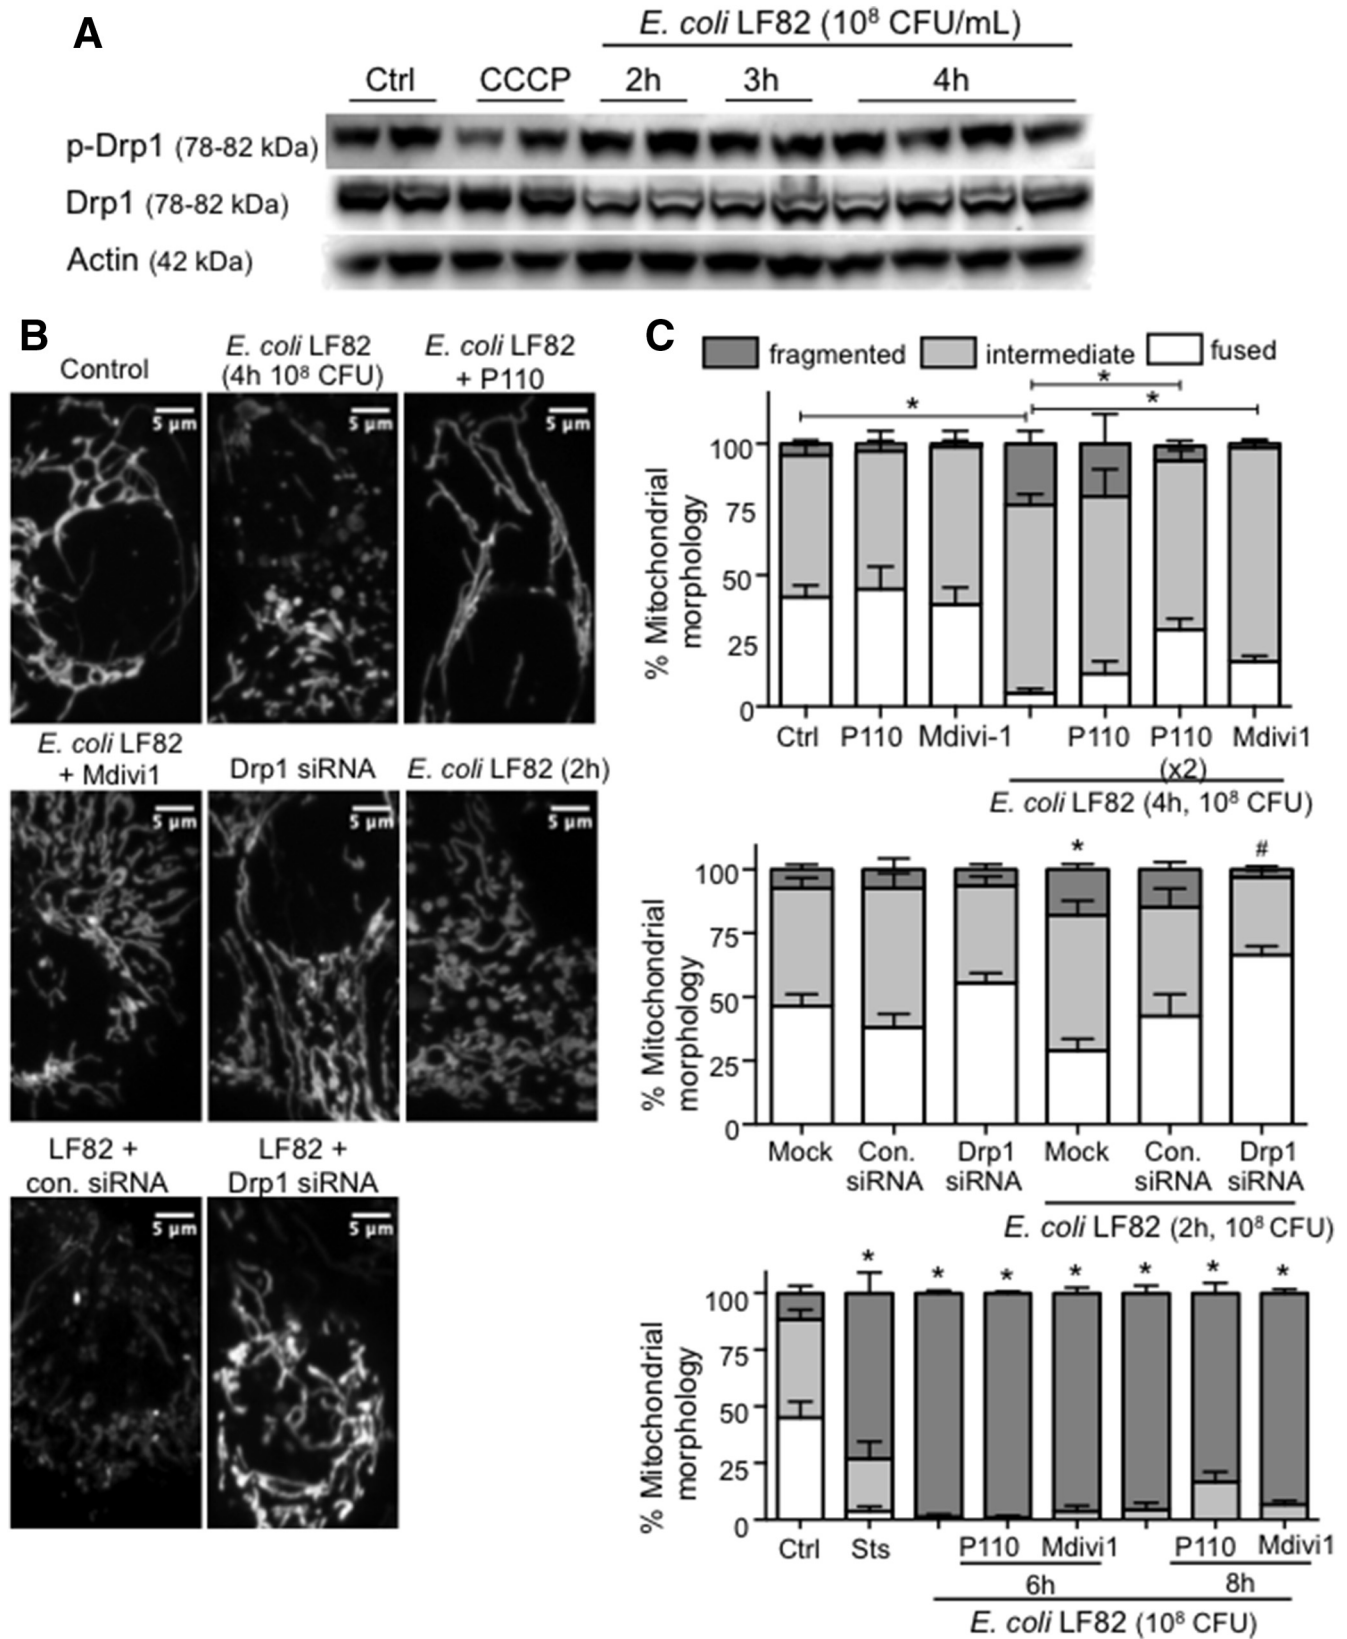 A
E. coli LF82 (10⁸ CFU/mL)
Ctrl CCCP 2h 3h 4h
p-Drp1 (78-82 kDa)
Drp1 (78-82 kDa)
Actin (42 kDa)
B
Control
E. coli LF82
(4h 10⁸ CFU)
E. coli LF82
+ P110
5 μm
5 μm
5 μm
E. coli LF82
+ Mdivi1
Drp1 siRNA
E. coli LF82 (2h)
5 μm
5 μm
5 μm
LF82 +
con. siRNA
LF82 +
Drp1 siRNA
5 μm
5 μm
C
fragmented intermediate fused
% Mitochondrial
morphology
100
75
50
25
0
* * *
Ctrl P110 Mdivi-1 P110 P110 Mdivi1
(x2)
E. coli LF82 (4h, 10⁸ CFU)
% Mitochondrial
morphology
100
75
50
25
0
* #
Mock Con. Drp1 Mock Con. Drp1
siRNA siRNA siRNA siRNA
E. coli LF82 (2h, 10⁸ CFU)
% Mitochondrial
morphology
100
75
50
25
0
* * * * * * *
Ctrl Sts P110 Mdivi1 P110 Mdivi1
6h 8h
E. coli LF82 (10⁸ CFU)